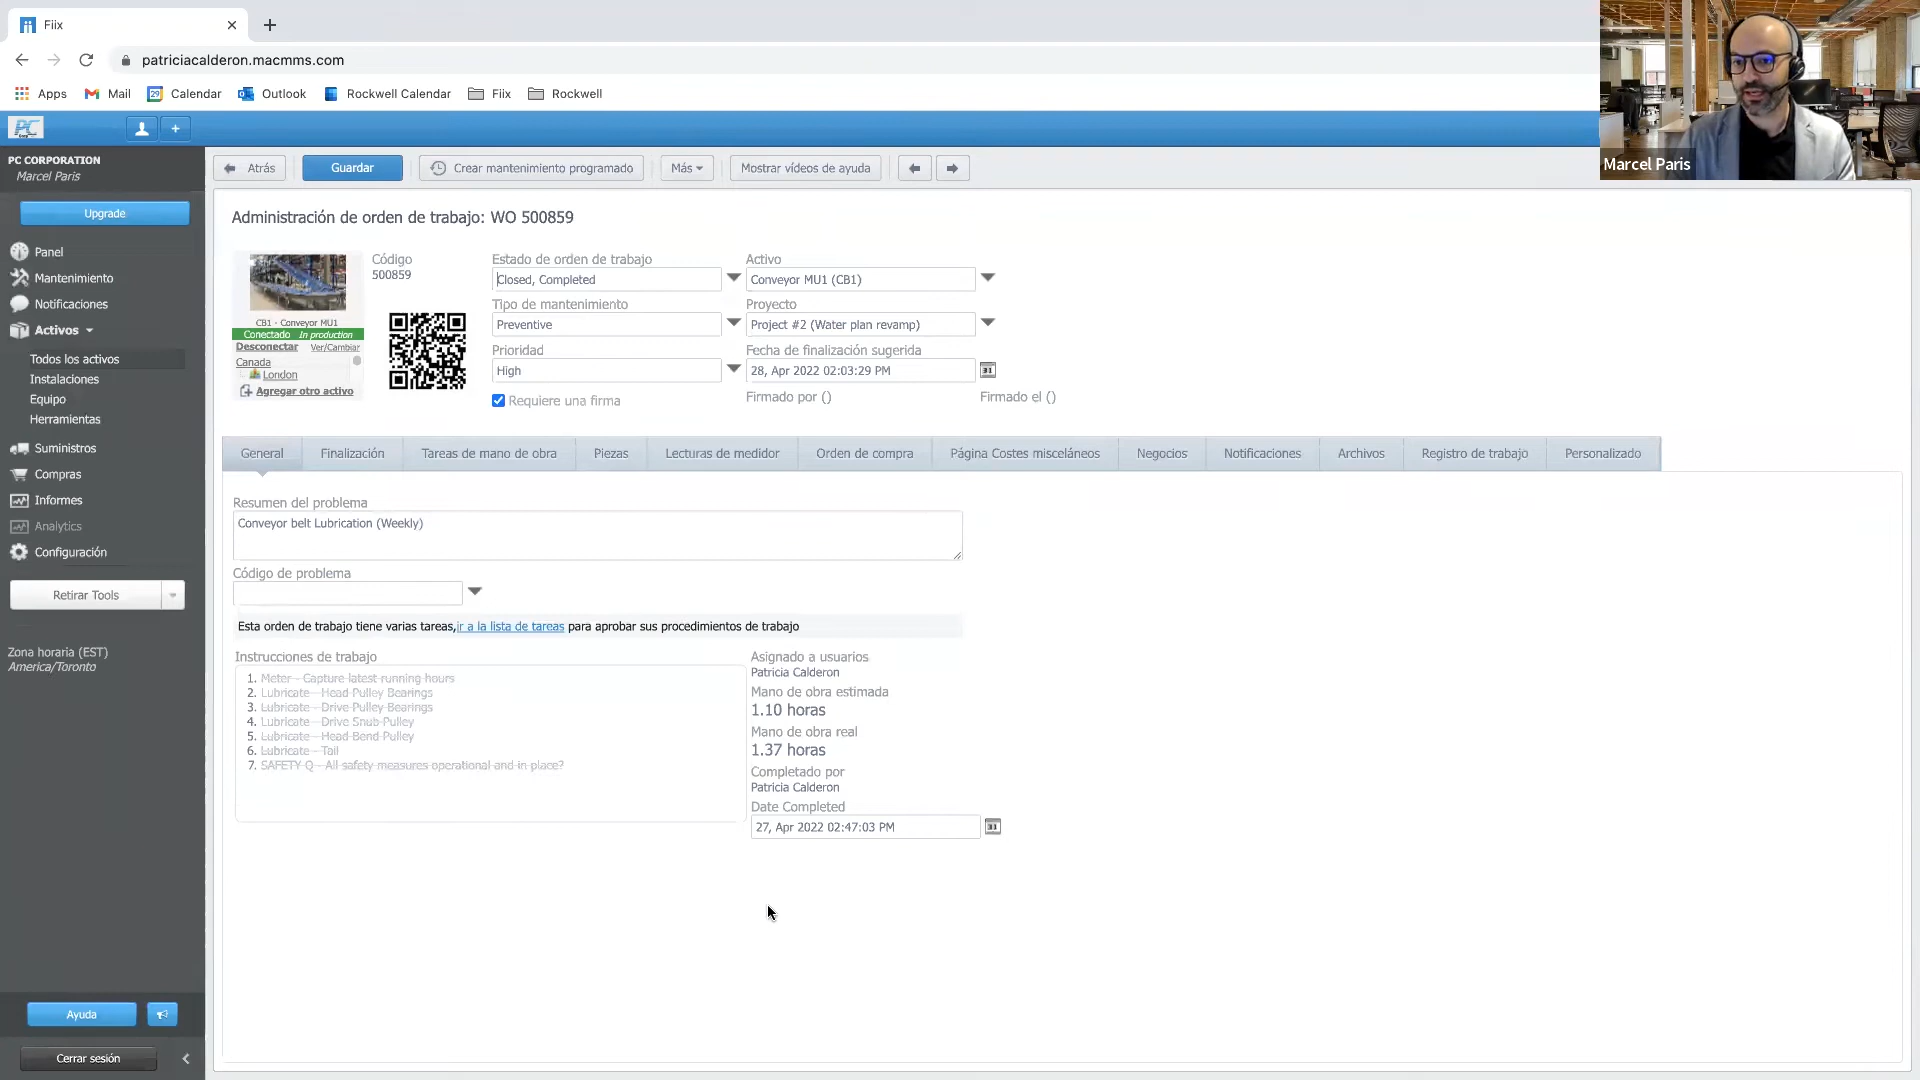 Fiix
patriciacalderon.macmms.com
Apps
Mail
Calendar
Outlook
Rockwell Calendar
Fiix
Rockwell
Marcel Paris
PC
PC CORPORATION
Marcel Paris
Upgrade
Panel
Mantenimiento
Notificaciones
Activos
Todos los activos
Instalaciones
Equipo
Herramientas
Suministros
Compras
Informes
Analytics
Configuración
Retirar Tools
Zona horaria (EST)
America/Toronto
Ayuda
Cerrar sesión
Atrás
Guardar
Crear mantenimiento programado
Más
Mostrar vídeos de ayuda
Administración de orden de trabajo: WO 500859
CB1 - Conveyor MU1
Conectado In production
Desconectar Ver/Cambiar
Canada
London
Agregar otro activo
Código
500859
Estado de orden de trabajo
Closed, Completed
Tipo de mantenimiento
Preventive
Prioridad
High
Requiere una firma
Activo
Conveyor MU1 (CB1)
Proyecto
Project #2 (Water plan revamp)
Fecha de finalización sugerida
28, Apr 2022 02:03:29 PM
31
Firmado por ()
Firmado el ()
General
Finalización
Tareas de mano de obra
Piezas
Lecturas de medidor
Orden de compra
Página Costes misceláneos
Negocios
Notificaciones
Archivos
Registro de trabajo
Personalizado
Resumen del problema
Conveyor belt Lubrication (Weekly)
Código de problema
Esta orden de trabajo tiene varias tareas,ir a la lista de tareas para aprobar sus procedimientos de trabajo
Instrucciones de trabajo
1. Meter - Capture latest running hours
2. Lubricate - Head Pulley Bearings
3. Lubricate - Drive Pulley Bearings
4. Lubricate - Drive Snub Pulley
5. Lubricate - Head Bend Pulley
6. Lubricate - Tail
7. SAFETY Q - All safety measures operational and in place?
Asignado a usuarios
Patricia Calderon
Mano de obra estimada
1.10 horas
Mano de obra real
1.37 horas
Completado por
Patricia Calderon
Date Completed
27, Apr 2022 02:47:03 PM
31